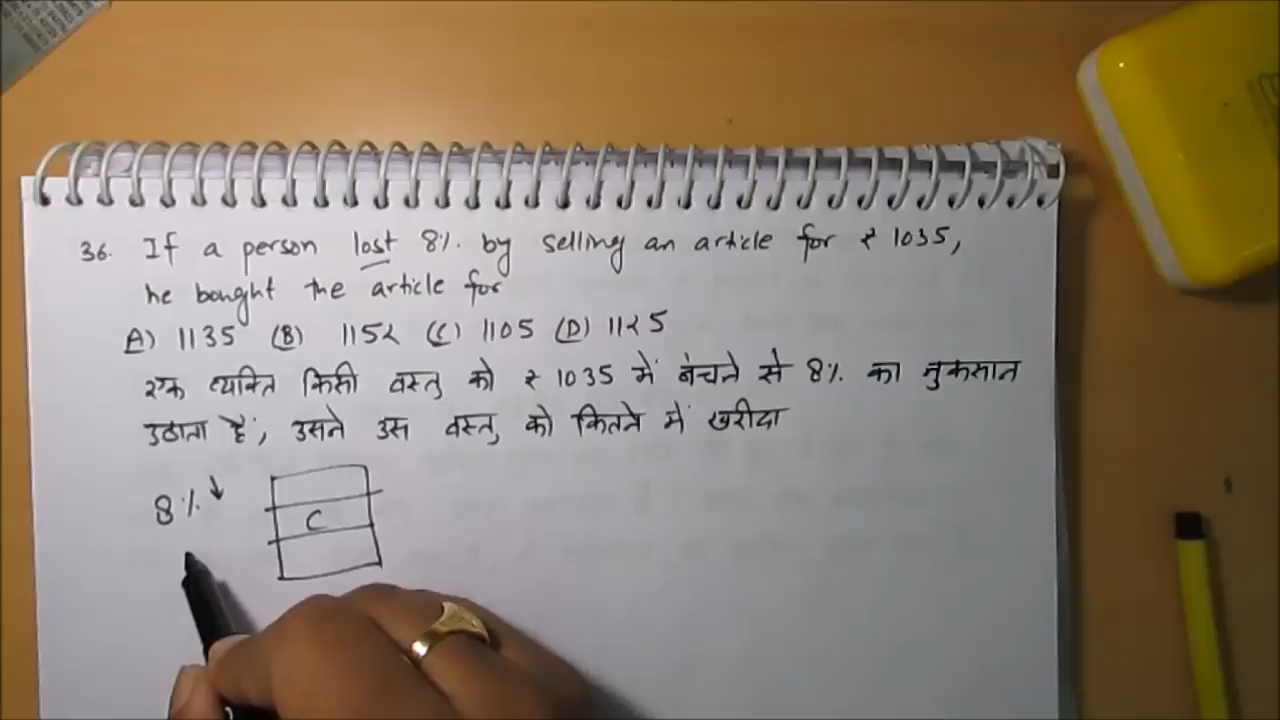 36. If a person lost 8% by selling an article for ₹ 1035,
he bought the article for
A) 1135 (B) 1152 (C) 1105 (D) 1125
एक व्यक्ति किसी वस्तु को ₹ 1035 में बेचने से 8% का नुकसान
उठाता है, उसने उस वस्तु को कितने में खरीदा
8% ↓
C